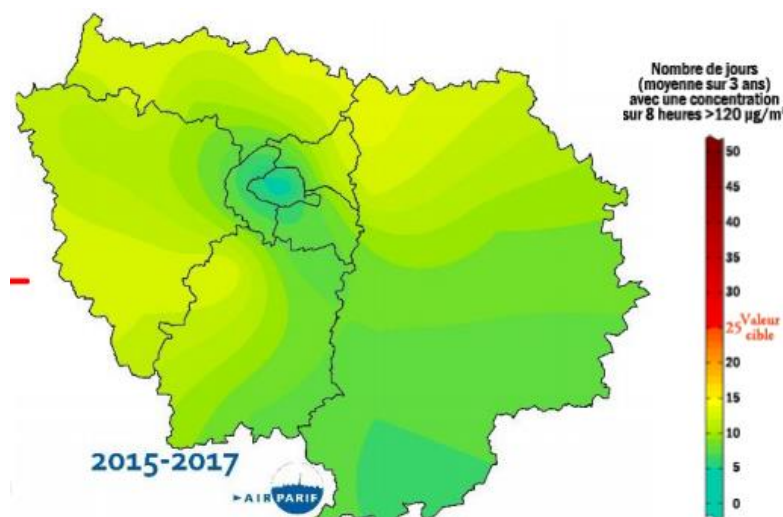 Nombre de jours
(moyenne sur 3 ans)
avec une concentration
sur 8 heures >120 µg/m³
50
45
40
35
30
25 Valeur cible
20
15
10
5
0
2015-2017
AIRPARIF